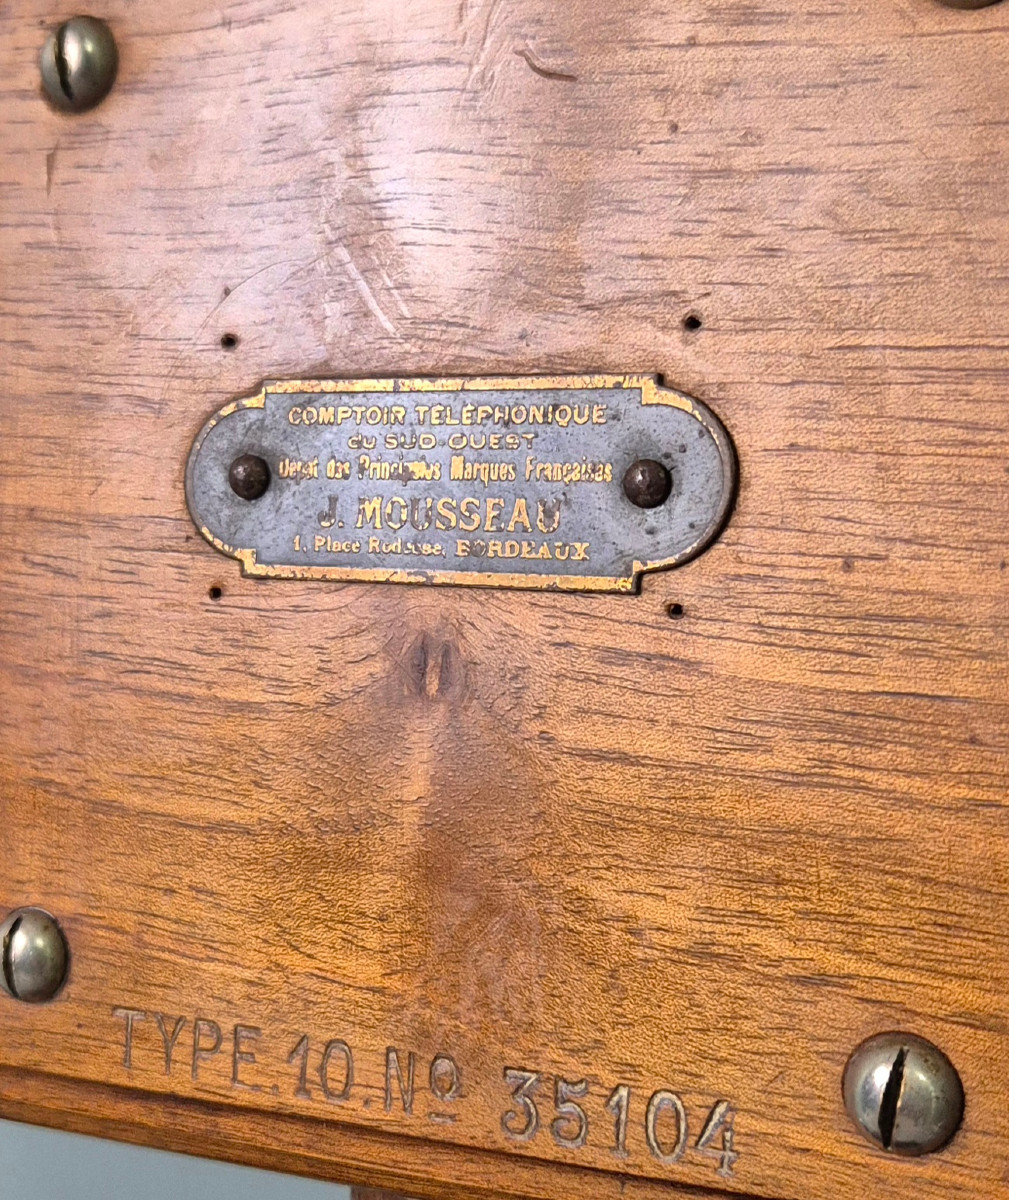 COMPTOIR TÉLÉPHONIQUE
du SUD-OUEST
Dépôt des Principales Marques Françaises
J. MOUSSEAU
1, Place Rodesse, BORDEAUX
TYPE.10.Nº 35104